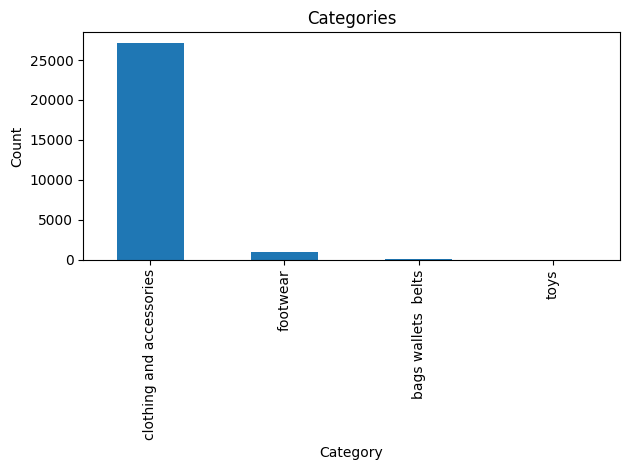 Categories
Count
25000
20000
15000
10000
5000
0
clothing and accessories
footwear
bags wallets  belts
toys
Category